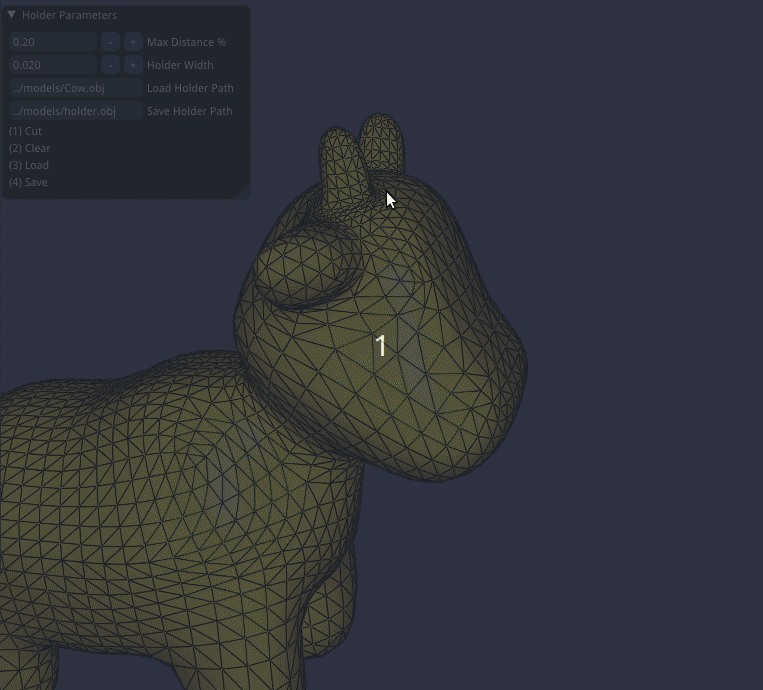 Holder Parameters
0.20 - + Max Distance %
0.020 - + Holder Width
../models/Cow.obj Load Holder Path
../models/holder.obj Save Holder Path
(1) Cut
(2) Clear
(3) Load
(4) Save
1